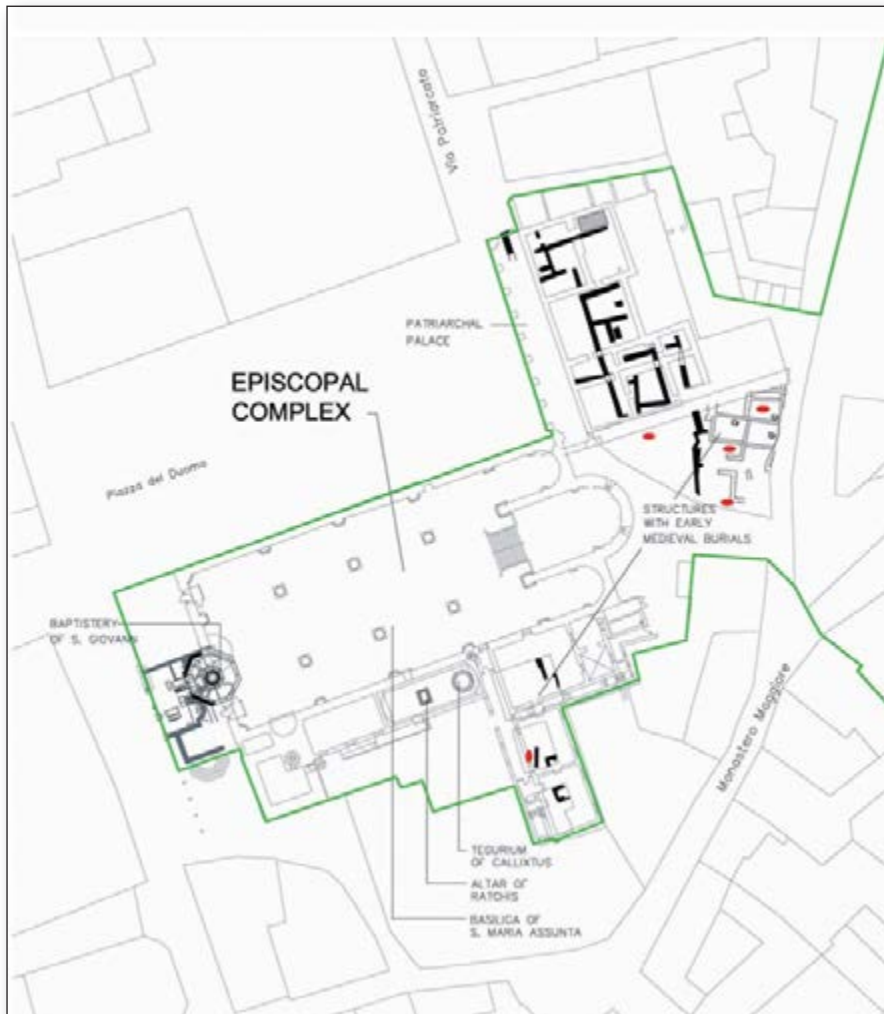 Via Patriarcato
PATRIARCHAL
PALACE
EPISCOPAL
COMPLEX
Piazza del Duomo
STRUCTURES
WITH EARLY
MEDIEVAL BURIALS
BAPTISTERY
OF S. GIOVANNI
Monastero Maggiore
TEGURIUM
OF CALLIXTUS
ALTAR OF
RATCHIS
BASILICA OF
S. MARIA ASSUNTA